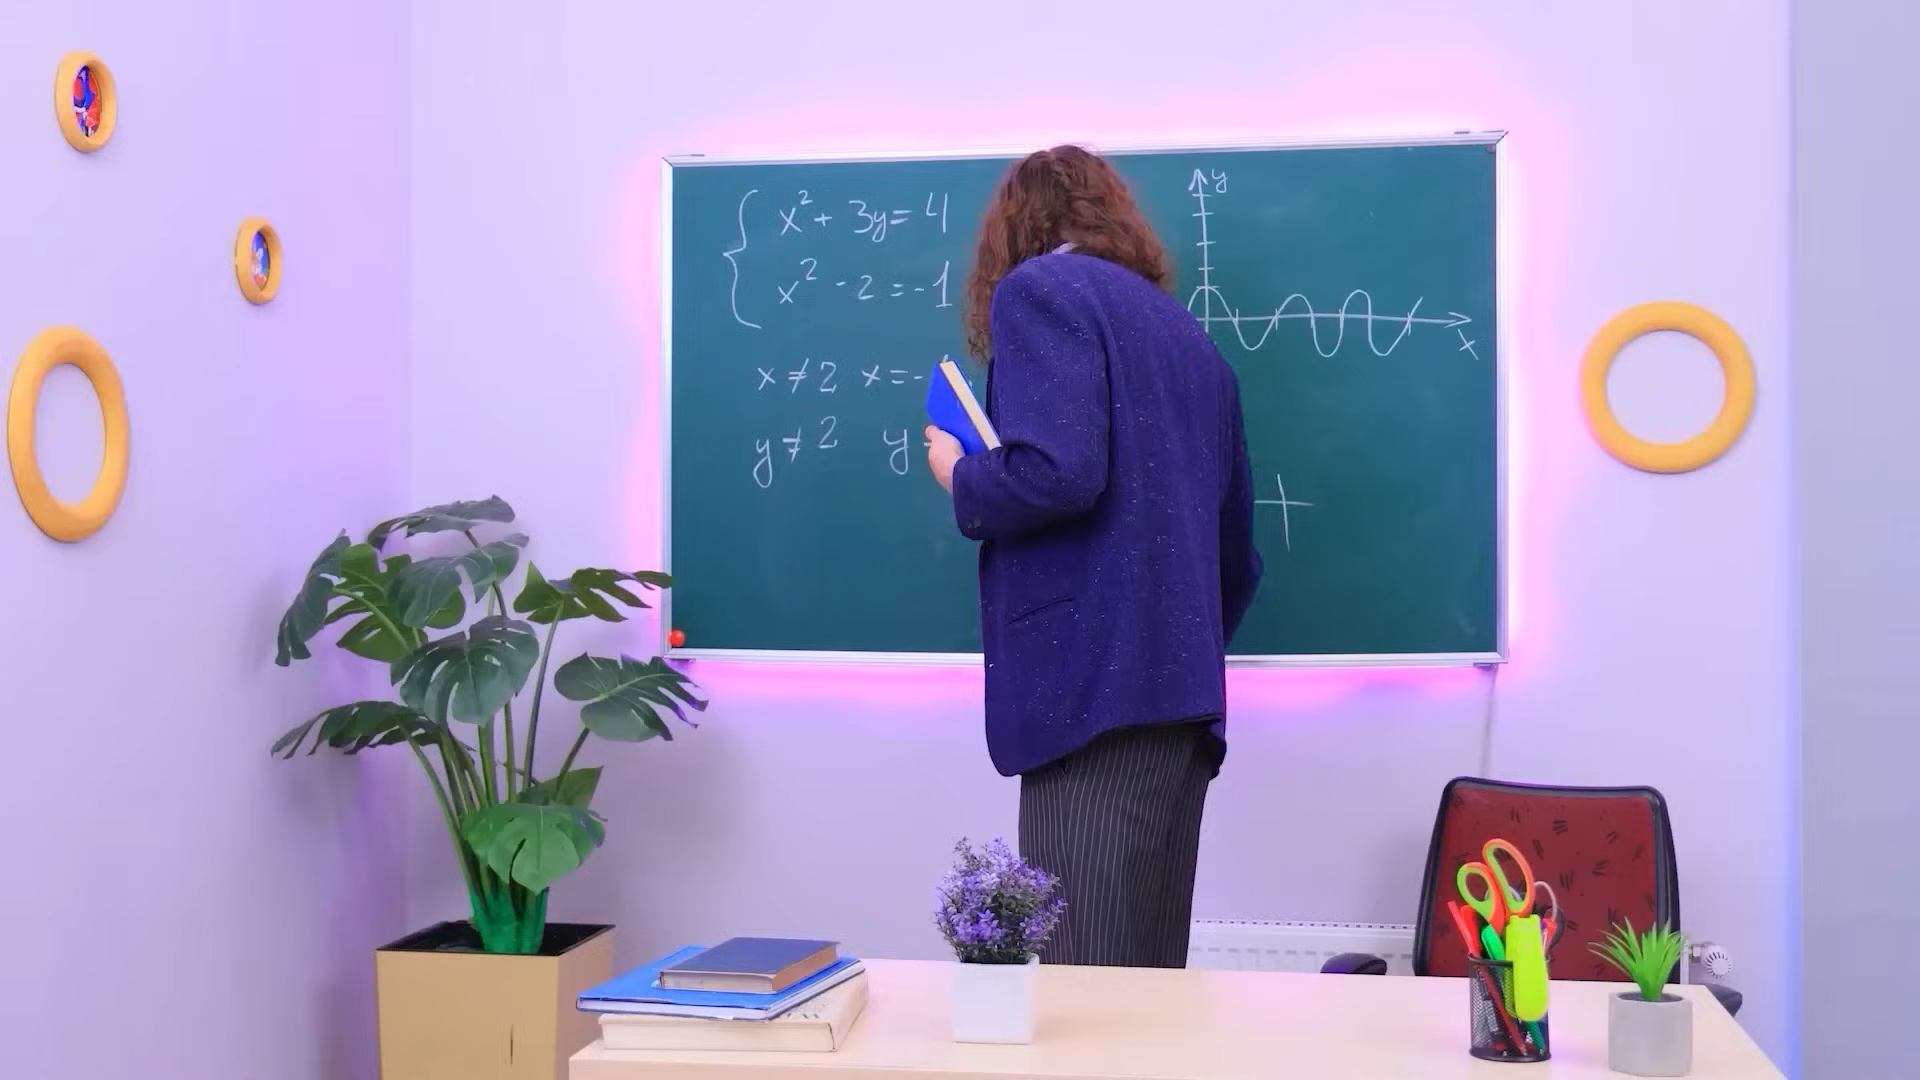 x² + 3y = 4
x² - 2 = -1
x ≠ 2 x = -
y ≠ 2 y
y
x